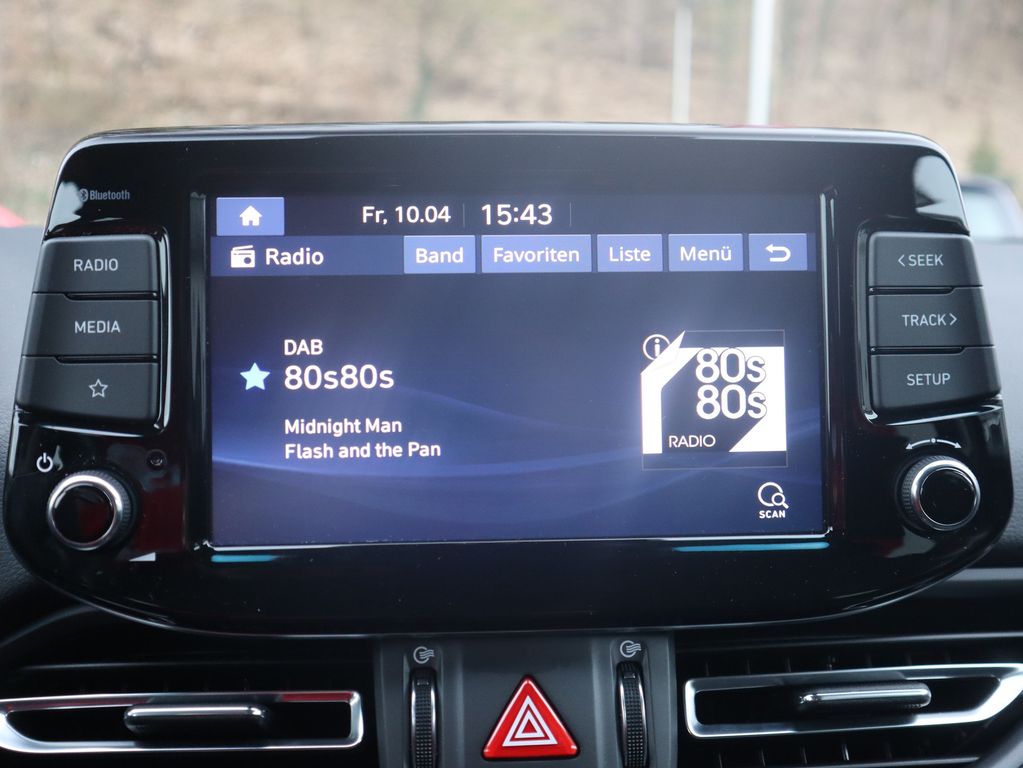 Bluetooth
Fr, 10.04 15:43
Radio Band Favoriten Liste Menü
RADIO
MEDIA
<SEEK
TRACK>
SETUP
DAB
80s80s
Midnight Man
Flash and the Pan
80s
80s
RADIO
SCAN